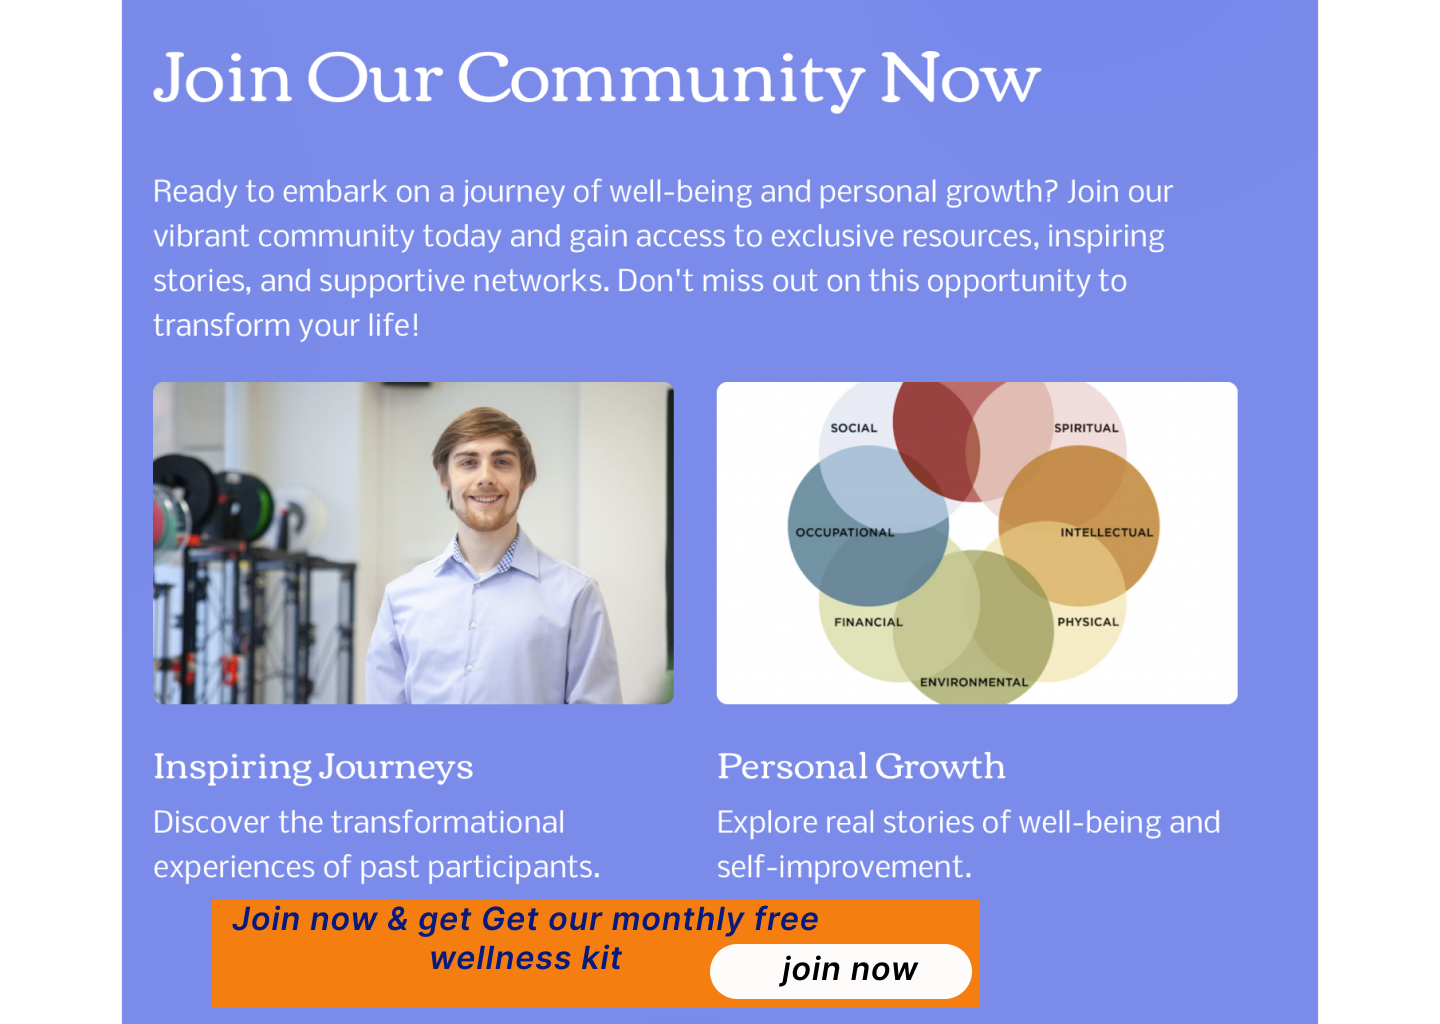 Join Our Community Now
Ready to embark on a journey of well-being and personal growth? Join our
vibrant community today and gain access to exclusive resources, inspiring
stories, and supportive networks. Don't miss out on this opportunity to
transform your life!
SOCIAL
SPIRITUAL
OCCUPATIONAL
INTELLECTUAL
FINANCIAL
PHYSICAL
ENVIRONMENTAL
Inspiring Journeys
Discover the transformational
experiences of past participants.
Personal Growth
Explore real stories of well-being and
self-improvement.
Join now & get Get our monthly free
wellness kit
join now